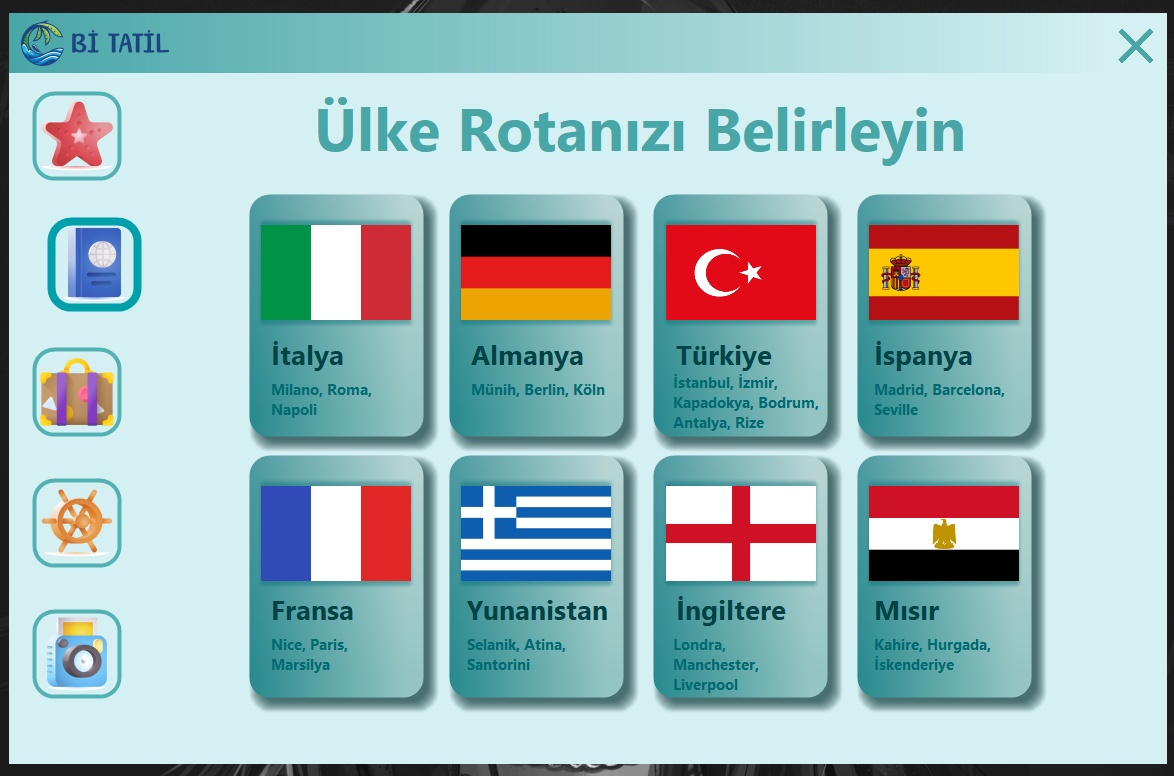 Bİ TATİL
Ülke Rotanızı Belirleyin
İtalya
Milano, Roma,
Napoli
Almanya
Münih, Berlin, Köln
Türkiye
İstanbul, İzmir,
Kapadokya, Bodrum,
Antalya, Rize
İspanya
Madrid, Barcelona,
Seville
Fransa
Nice, Paris,
Marsilya
Yunanistan
Selanik, Atina,
Santorini
İngiltere
Londra,
Manchester,
Liverpool
Mısır
Kahire, Hurgada,
İskenderiye